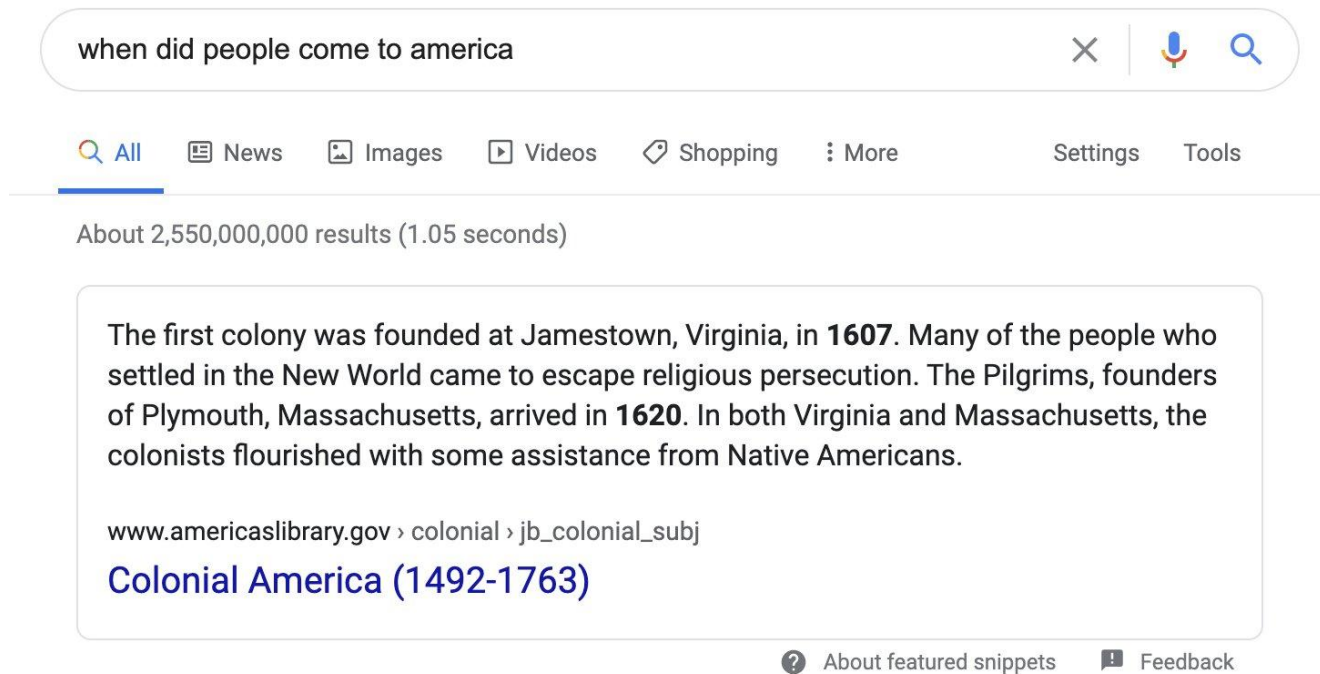 when did people come to america
All News Images Videos Shopping More Settings Tools
About 2,550,000,000 results (1.05 seconds)
The first colony was founded at Jamestown, Virginia, in 1607. Many of the people who
settled in the New World came to escape religious persecution. The Pilgrims, founders
of Plymouth, Massachusetts, arrived in 1620. In both Virginia and Massachusetts, the
colonists flourished with some assistance from Native Americans.
www.americaslibrary.gov › colonial › jb_colonial_subj
Colonial America (1492-1763)
About featured snippets Feedback